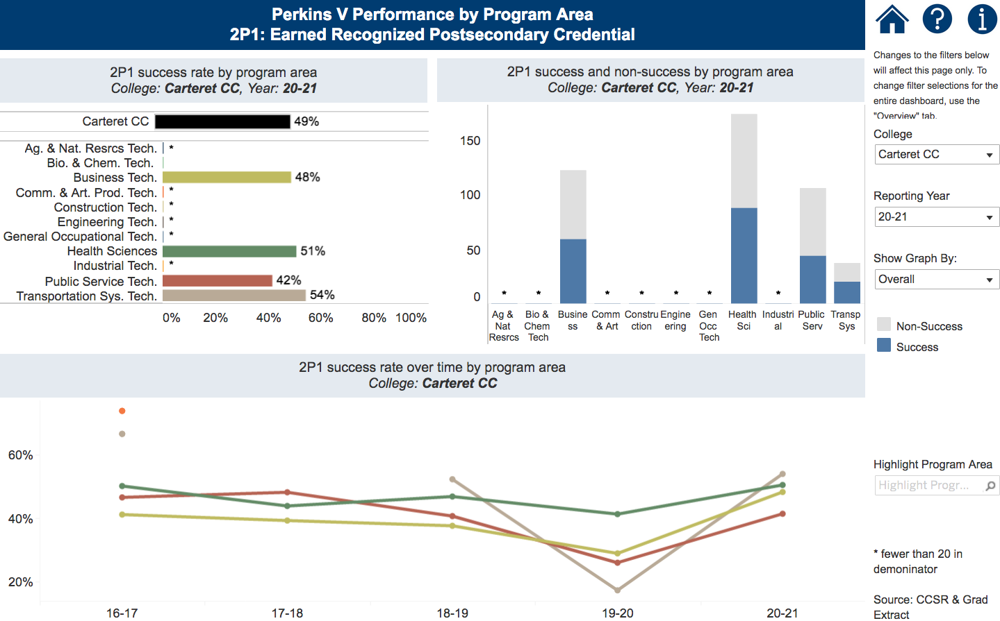 Perkins V Performance by Program Area
2P1: Earned Recognized Postsecondary Credential
Changes to the filters below
will affect this page only. To
change filter selections for the
entire dashboard, use the
"Overview" tab.
2P1 success rate by program area
College: Carteret CC, Year: 20-21
Carteret CC 49%
Ag. & Nat. Resrcs Tech. *
Bio. & Chem. Tech.
Business Tech. 48%
Comm. & Art. Prod. Tech. *
Construction Tech. *
Engineering Tech. *
General Occupational Tech. *
Health Sciences 51%
Industrial Tech. *
Public Service Tech. 42%
Transportation Sys. Tech. 54%
0% 20% 40% 60% 80% 100%
2P1 success and non-success by program area
College: Carteret CC, Year: 20-21
150
100
50
0
* * * * * * *
Ag &
Nat
Resrcs
Bio &
Chem
Tech
Busine
ss
Comm
& Art
Constru
ction
Engine
ering
Gen
Occ
Tech
Health
Sci
Industri
al
Public
Serv
Transp
Sys
College
Carteret CC
Reporting Year
20-21
Show Graph By:
Overall
Non-Success
Success
2P1 success rate over time by program area
College: Carteret CC
60%
40%
20%
16-17 17-18 18-19 19-20 20-21
Highlight Program Area
Highlight Progr...
* fewer than 20 in
demoninator
Source: CCSR & Grad
Extract